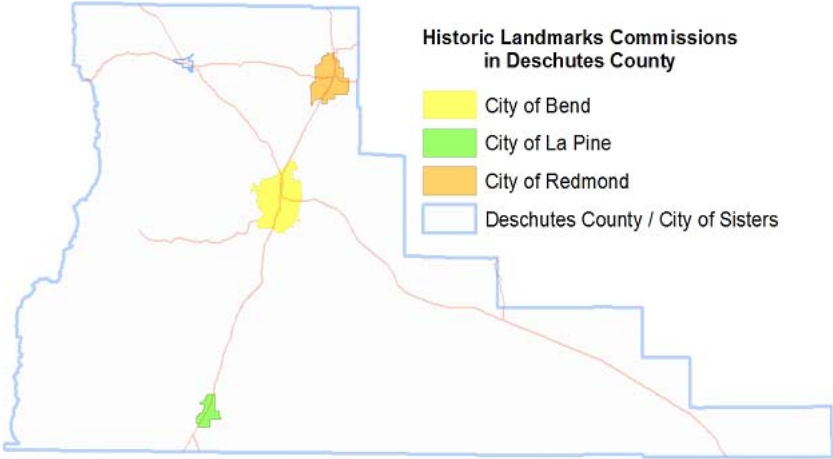 Historic Landmarks Commissions
in Deschutes County
City of Bend
City of La Pine
City of Redmond
Deschutes County / City of Sisters